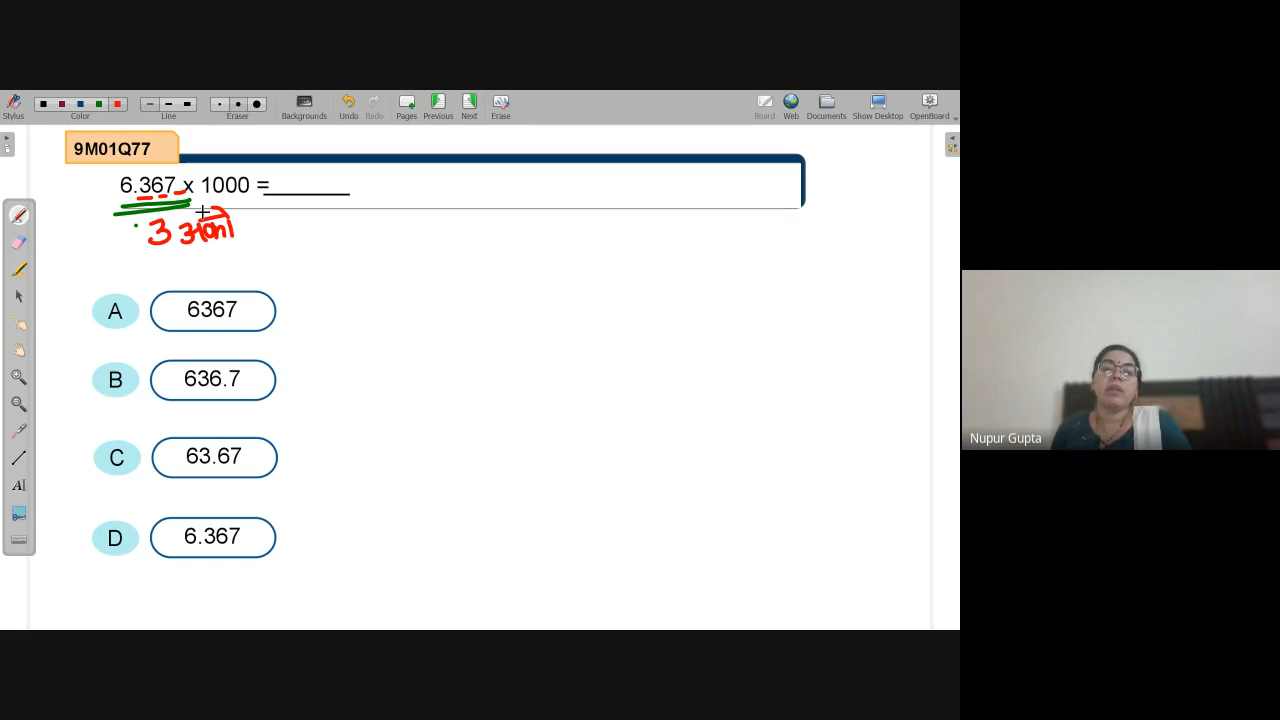 Stylus
Color
Line
Eraser
Backgrounds
Undo
Redo
Pages
Previous
Next
Erase
Board
Web
Documents
Show Desktop
OpenBoard
9M01Q77
6.367 x 1000 =_______
3
A 6367
B 636.7
C 63.67
D 6.367
Nupur Gupta